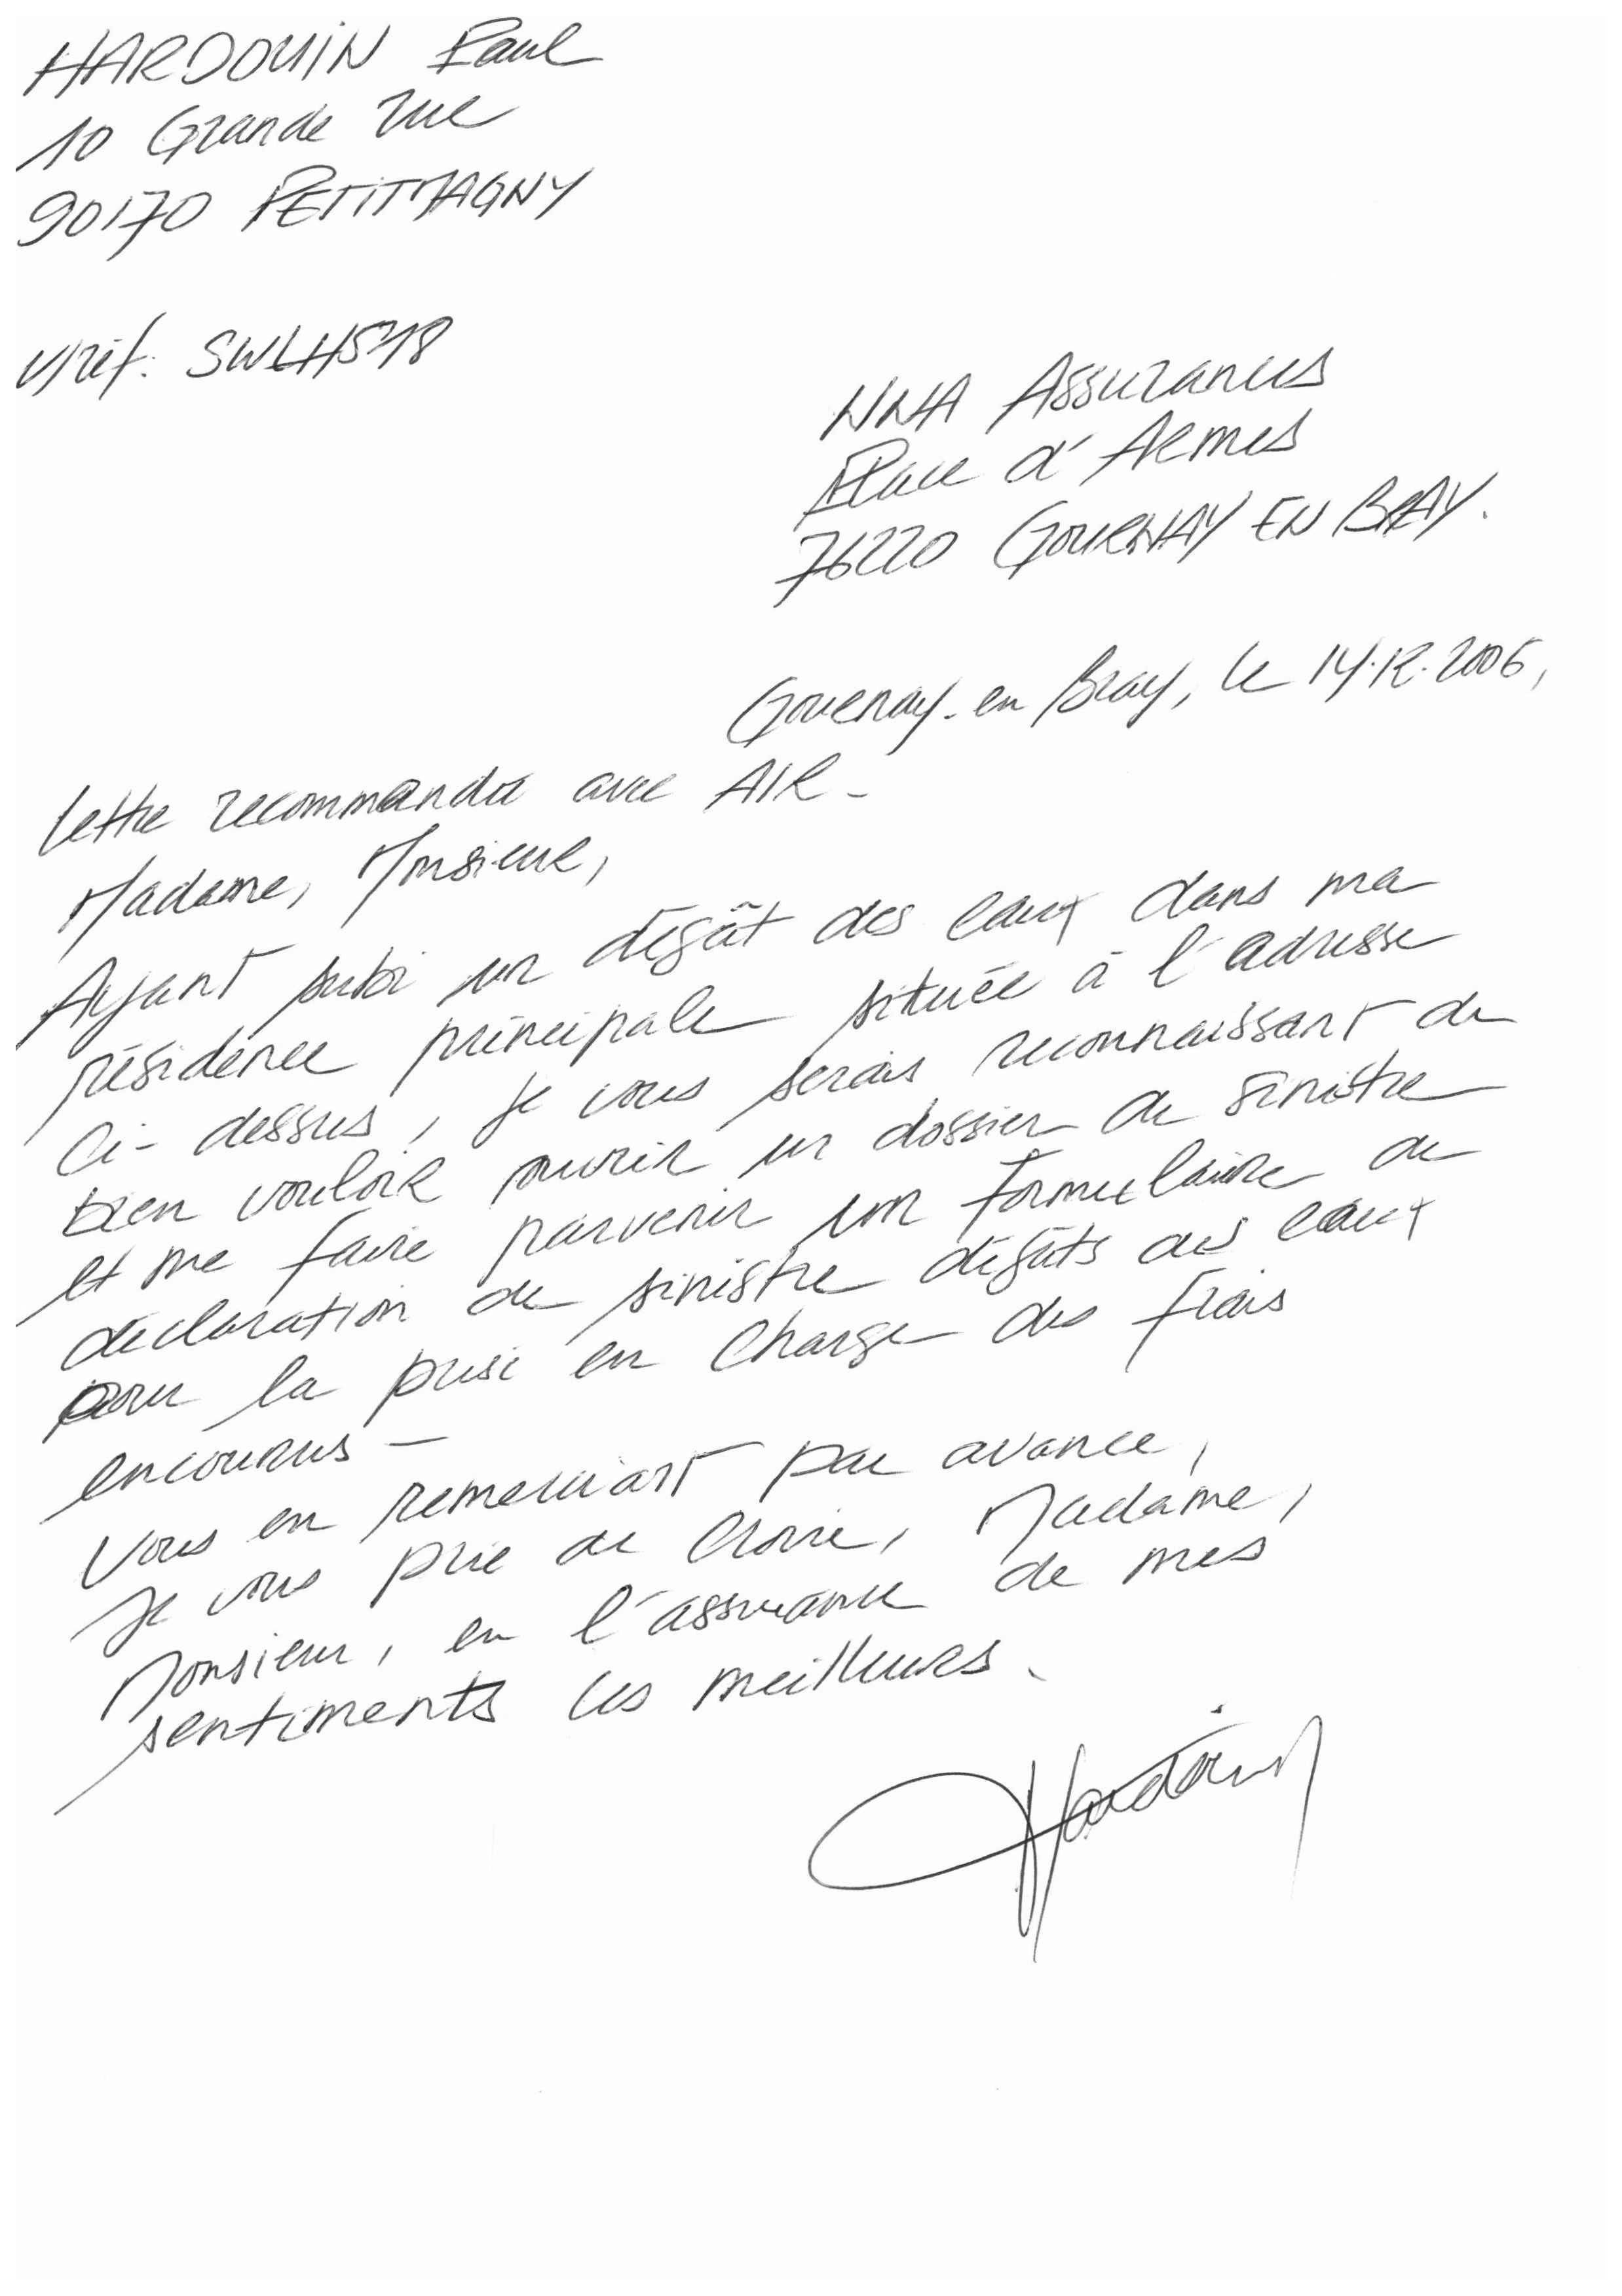 HARDOUIN Paul
10 Grande rue
90170 PETITMAGNY
V/réf. SWLH578
NNA Assurances
Place d'Armes
76220 GOURNAY EN BRAY.
Gournay-en Bray, le 14.12.2006,
Lettre recommandée avec A/R -
Madame, Monsieur,
Ayant subi un dégât des eaux dans ma
résidence principale située à l'adresse
ci-dessus, je vous serais reconnaissant de
bien vouloir ouvrir un dossier de sinistre
et me faire parvenir un formulaire de
déclaration de sinistre dégâts des eaux
pour la prise en charge des frais
encourus -
Vous en remerciant par avance,
je vous prie de croire, Madame,
Monsieur, en l'assurance de mes
sentiments les meilleurs.
Hardouin